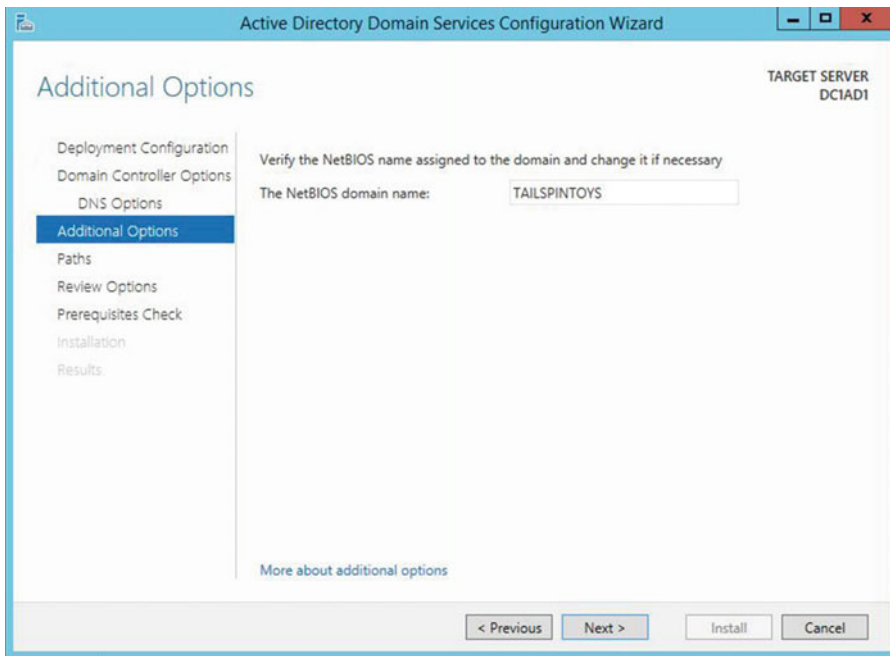 Active Directory Domain Services Configuration Wizard
Additional Options
TARGET SERVER
DC1AD1
Deployment Configuration
Domain Controller Options
DNS Options
Additional Options
Paths
Review Options
Prerequisites Check
Installation
Results
Verify the NetBIOS name assigned to the domain and change it if necessary
The NetBIOS domain name: TAILSPINTOYS
More about additional options
< Previous Next > Install Cancel